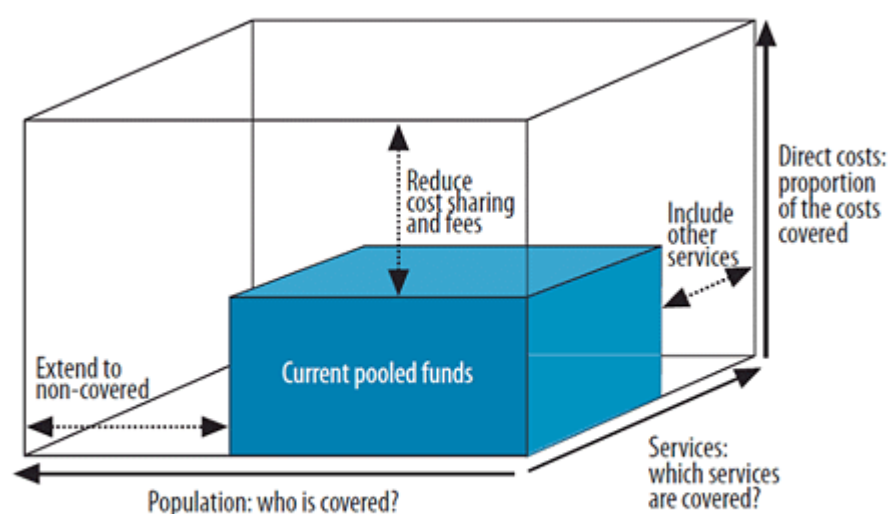 Reduce
cost sharing
and fees
Include
other
services
Direct costs:
proportion
of the costs
covered
Extend to
non-covered
Current pooled funds
Services:
which services
are covered?
Population: who is covered?